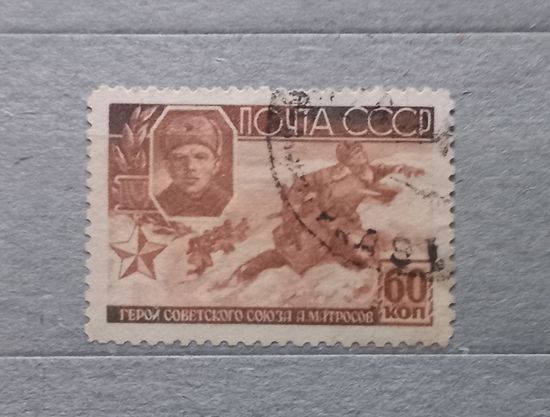 ПОЧТА СССР
60
КОП
ГЕРОЙ СОВЕТСКОГО СОЮЗА А.МАТРОСОВ